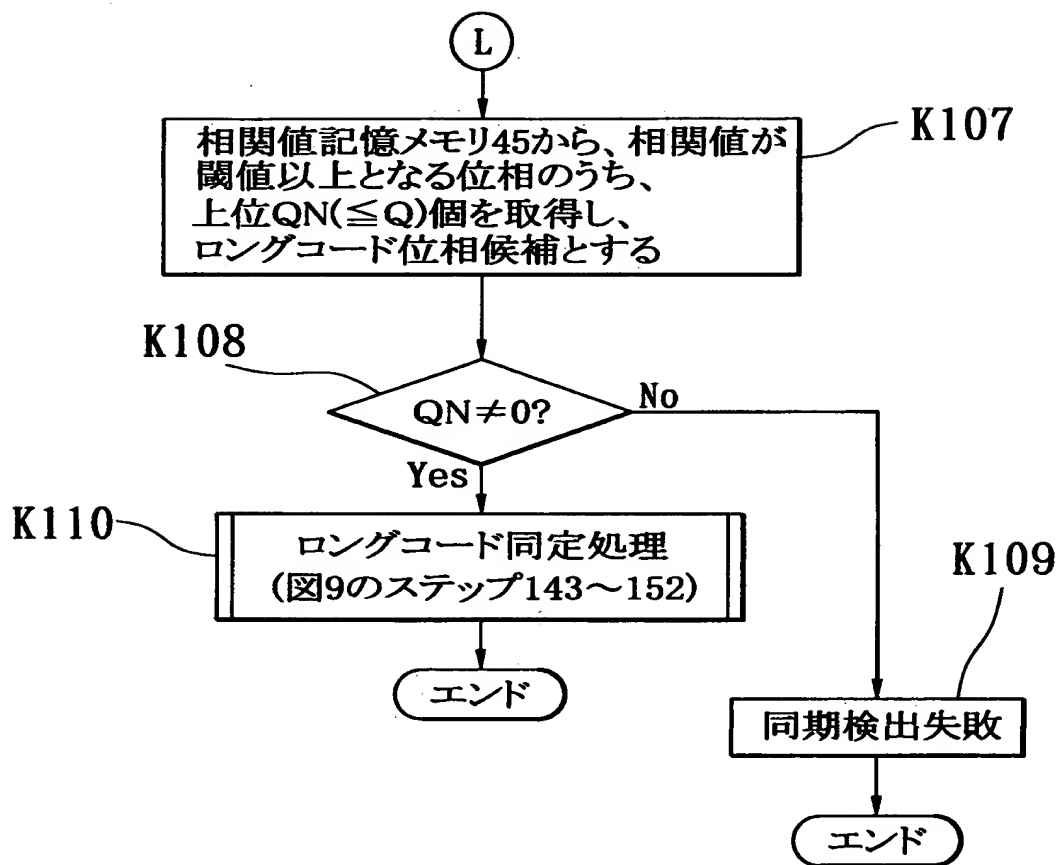 L
相関値記憶メモリ45から、相関値が
閾値以上となる位相のうち、
上位QN(≦Q)個を取得し、
ロングコード位相候補とする
K107
K108
QN≠0?
No
Yes
K110
ロングコード同定処理
(図9のステップ143～152)
K109
エンド
同期検出失敗
エンド